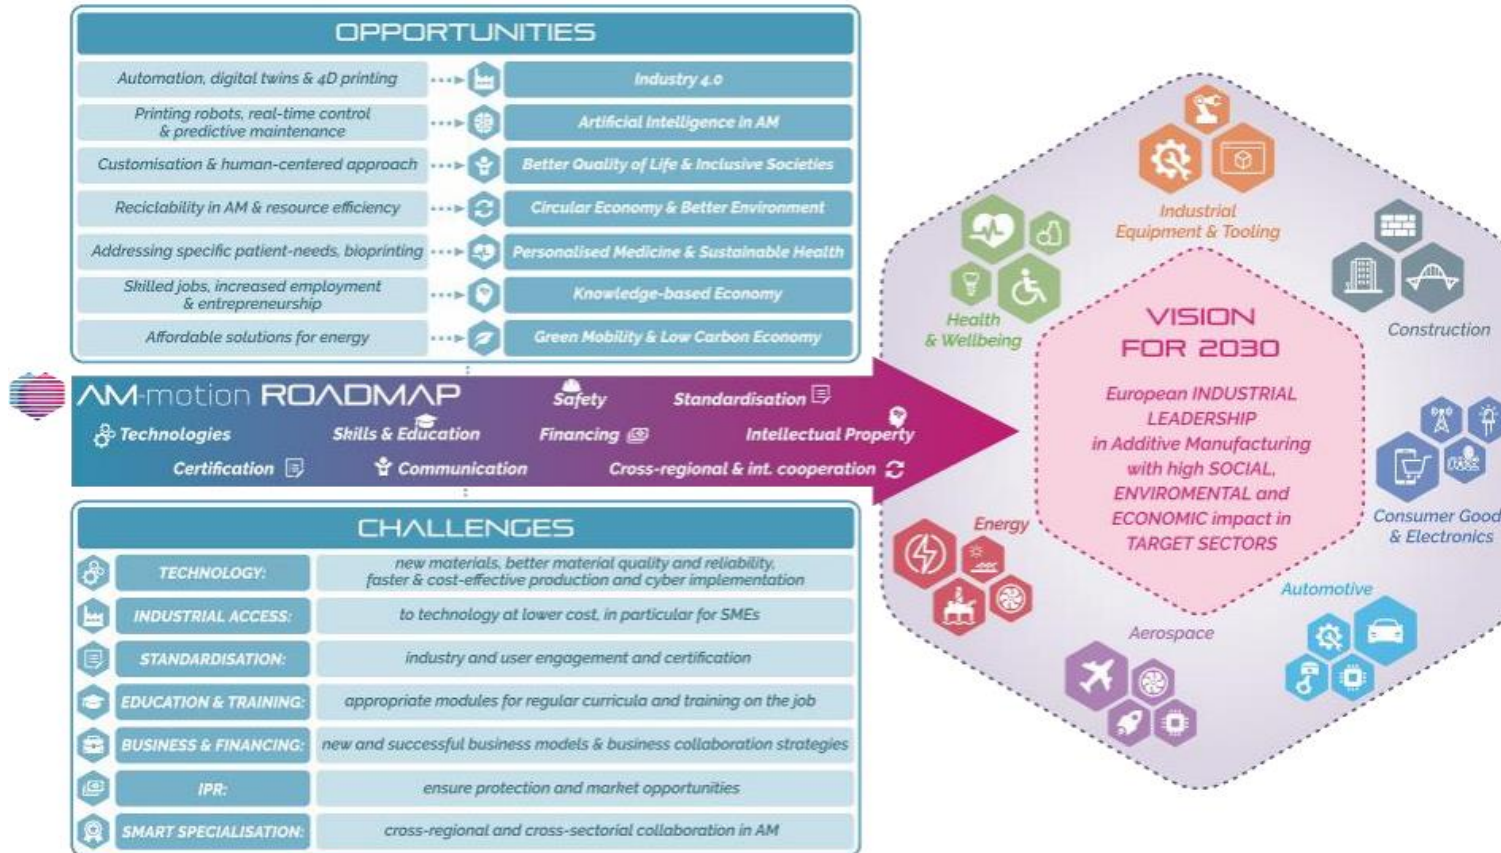 OPPORTUNITIES
Automation, digital twins & 4D printing
Industry 4.0
Printing robots, real-time control
& predictive maintenance
Artificial Intelligence in AM
Customisation & human-centered approach
Better Quality of Life & Inclusive Societies
Reciclability in AM & resource efficiency
Circular Economy & Better Environment
Addressing specific patient-needs, bioprinting
Personalised Medicine & Sustainable Health
Skilled jobs, increased employment
& entrepreneurship
Knowledge-based Economy
Affordable solutions for energy
Green Mobility & Low Carbon Economy
AM-motion ROADMAP
Safety
Standardisation
Technologies
Skills & Education
Financing
Intellectual Property
Certification
Communication
Cross-regional & int. cooperation
CHALLENGES
TECHNOLOGY:
new materials, better material quality and reliability,
faster & cost-effective production and cyber implementation
INDUSTRIAL ACCESS:
to technology at lower cost, in particular for SMEs
STANDARDISATION:
industry and user engagement and certification
EDUCATION & TRAINING:
appropriate modules for regular curricula and training on the job
BUSINESS & FINANCING:
new and successful business models & business collaboration strategies
IPR:
ensure protection and market opportunities
SMART SPECIALISATION:
cross-regional and cross-sectorial collaboration in AM
Industrial
Equipment & Tooling
Health
& Wellbeing
Construction
VISION
FOR 2030
European INDUSTRIAL
LEADERSHIP
in Additive Manufacturing
with high SOCIAL,
ENVIROMENTAL and
ECONOMIC impact in
TARGET SECTORS
Consumer Good
& Electronics
Energy
Automotive
Aerospace